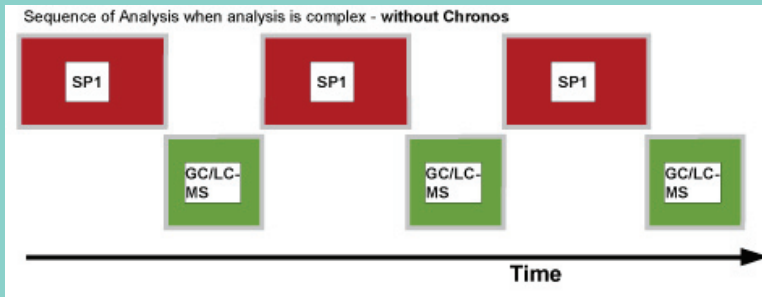 Sequence of Analysis when analysis is complex - without Chronos
SP1
SP1
SP1
GC/LC-
MS
GC/LC-
MS
GC/LC-
MS
Time